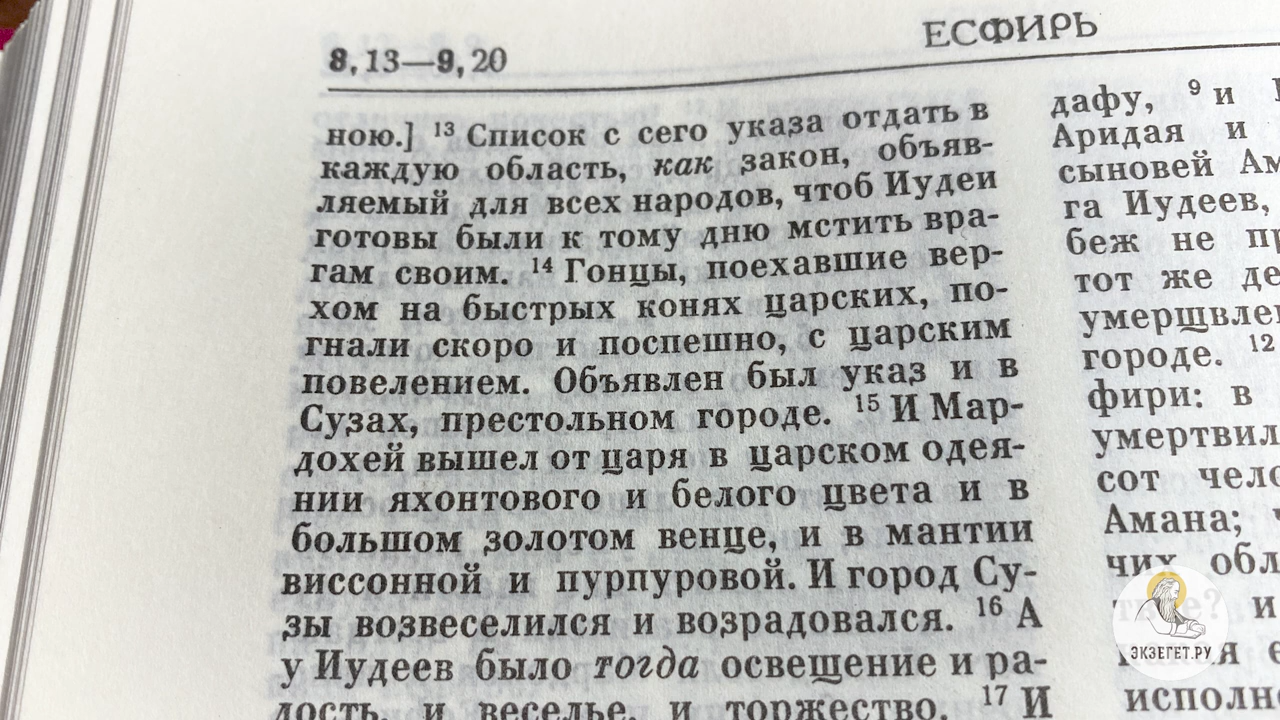 ЕСФИРЬ
8, 13—9, 20
ною.] 13 Список с сего указа отдать в
каждую область, как закон, объяв-
ляемый для всех народов, чтоб Иудеи
готовы были к тому дню мстить вра-
гам своим. 14 Гонцы, поехавшие вер-
хом на быстрых конях царских, по-
гнали скоро и поспешно, с царским
повелением. Объявлен был указ и в
Сузах, престольном городе. 15 И Мар-
дохей вышел от царя в царском одея-
нии яхонтового и белого цвета и в
большом золотом венце, и в мантии
виссонной и пурпуровой. И город Су-
зы возвеселился и возрадовался. 16 А
у Иудеев было тогда освещение и ра-
дость, и веселье, и торжество. 17 И
дафу, 9 и
Аридая и
сыновей
га Иудеев,
беж не
тот же
городе. 12
фири: в
сот
Амана;
чих
и
ЭКЗЕГЕТ.РУ